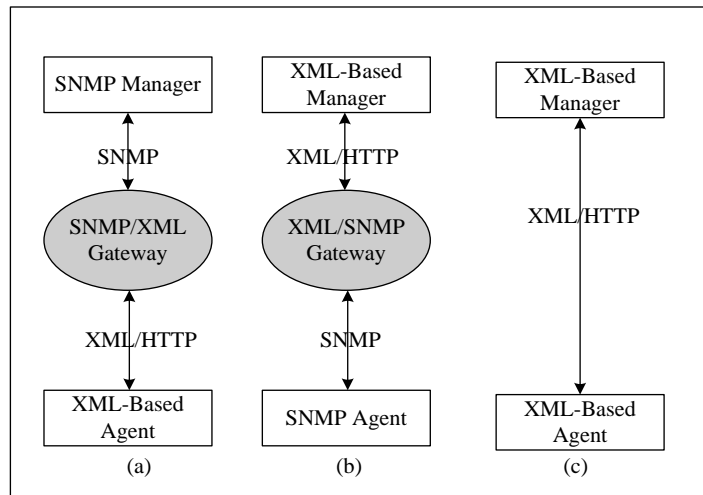 SNMP Manager
SNMP
SNMP/XML
Gateway
XML/HTTP
XML-Based
Agent
(a)
XML-Based
Manager
XML/HTTP
XML/SNMP
Gateway
SNMP
SNMP Agent
(b)
XML-Based
Manager
XML/HTTP
XML-Based
Agent
(c)